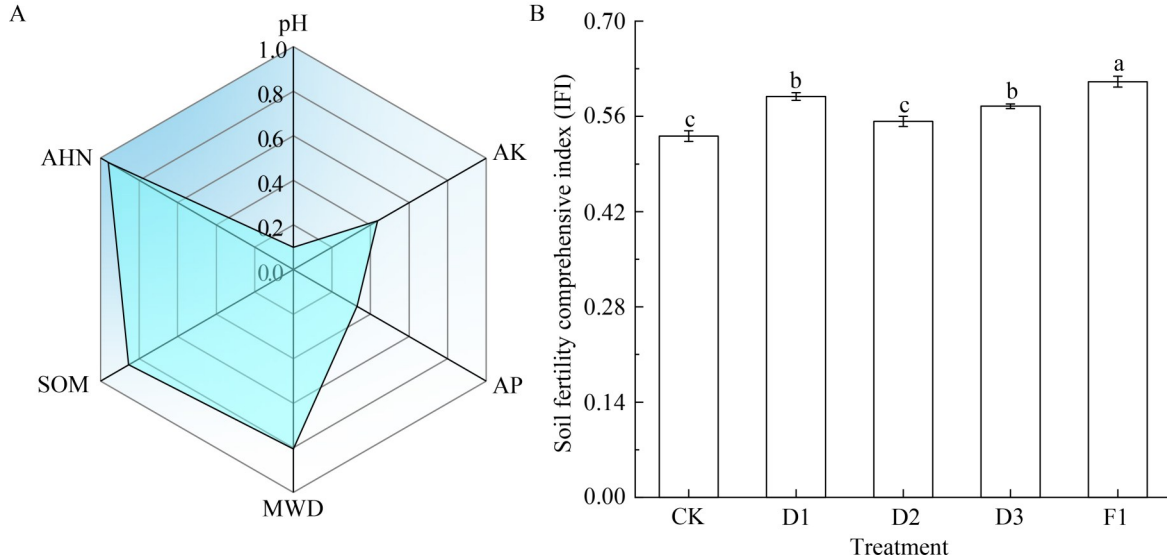 A
pH
1.0
0.8
0.6
0.4
0.2
0.0
AHN
AK
SOM
AP
MWD
B
Soil fertility comprehensive index (IFI)
0.70
0.56
0.42
0.28
0.14
0.00
c
b
c
b
a
CK D1 D2 D3 F1
Treatment